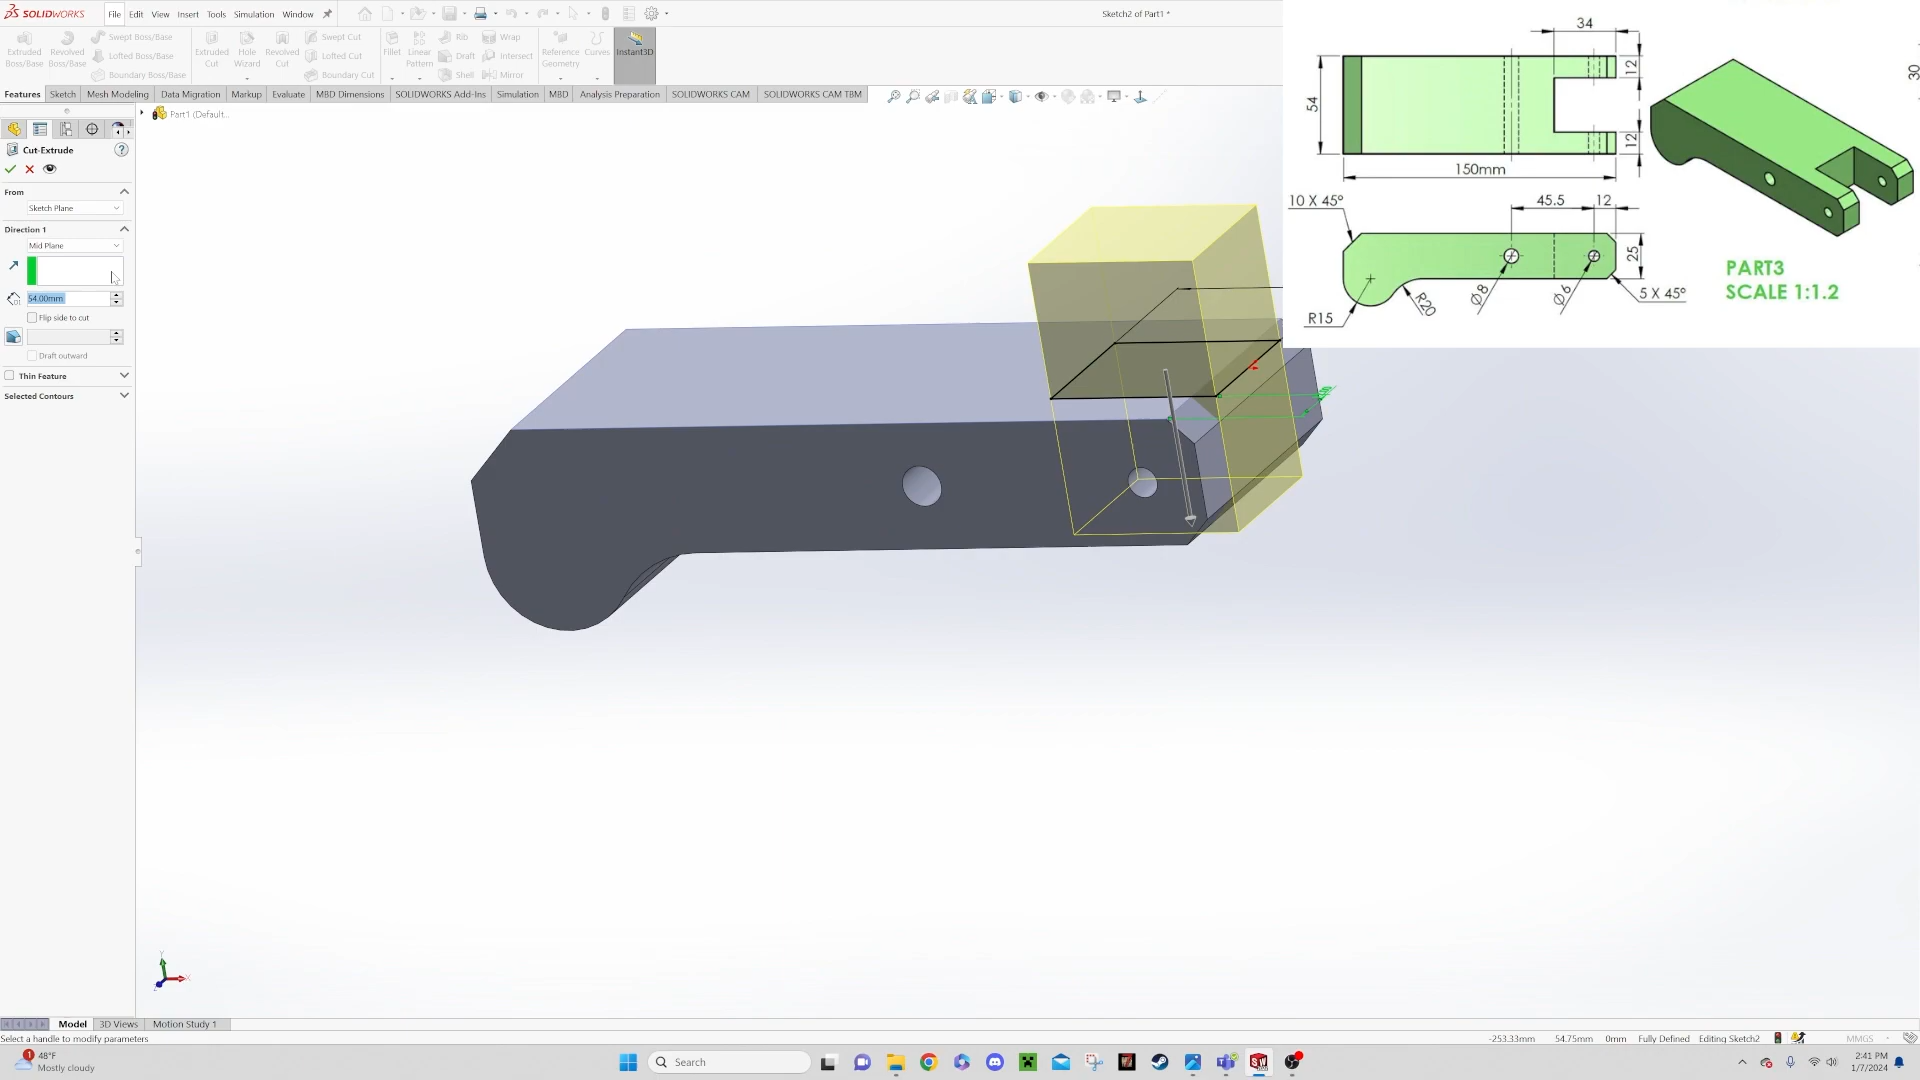 SOLIDWORKS File Edit View Insert Tools Simulation Window Sketch2 of Part1 *
Extruded Boss/Base
Revolved Boss/Base
Swept Boss/Base
Lofted Boss/Base
Boundary Boss/Base
Extruded Cut
Hole Wizard
Revolved Cut
Swept Cut
Lofted Cut
Boundary Cut
Fillet
Linear Pattern
Rib
Draft
Shell
Wrap
Intersect
Mirror
Reference Geometry
Curves
Instant3D
Features Sketch Mesh Modeling Data Migration Markup Evaluate MBD Dimensions SOLIDWORKS Add-Ins Simulation MBD Analysis Preparation SOLIDWORKS CAM SOLIDWORKS CAM TBM
Part1 (Default...
Cut-Extrude
From
Sketch Plane
Direction 1
Mid Plane
54.00mm
Flip side to cut
Draft outward
Thin Feature
Selected Contours
34
12
54
12
150mm
30
10 X 45°
45.5
12
25
R15
R20
Ø8
Ø6
5 X 45°
PART3
SCALE 1:1.2
Model 3D Views Motion Study 1
Select a handle to modify parameters
-253.33mm 54.75mm 0mm Fully Defined Editing Sketch2 MMGS
1
48°F
Mostly cloudy
Search
2:41 PM
1/7/2024